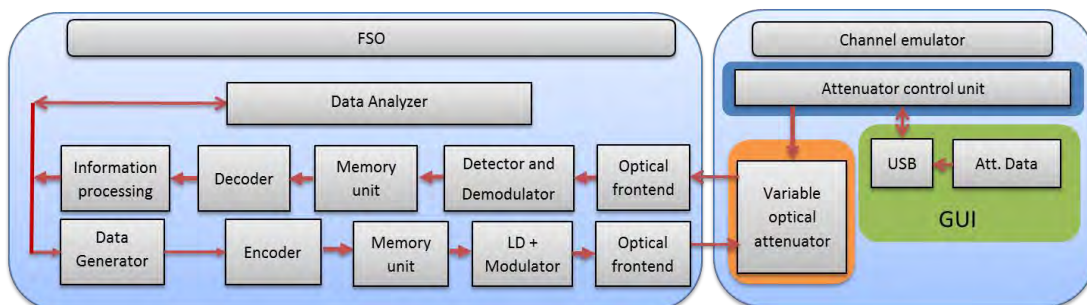 FSO
Channel emulator
Data Analyzer
Attenuator control unit
Information
processing
Decoder
Memory
unit
Detector and
Demodulator
Optical
frontend
Variable
optical
attenuator
USB
Att. Data
GUI
Data
Generator
Encoder
Memory
unit
LD +
Modulator
Optical
frontend